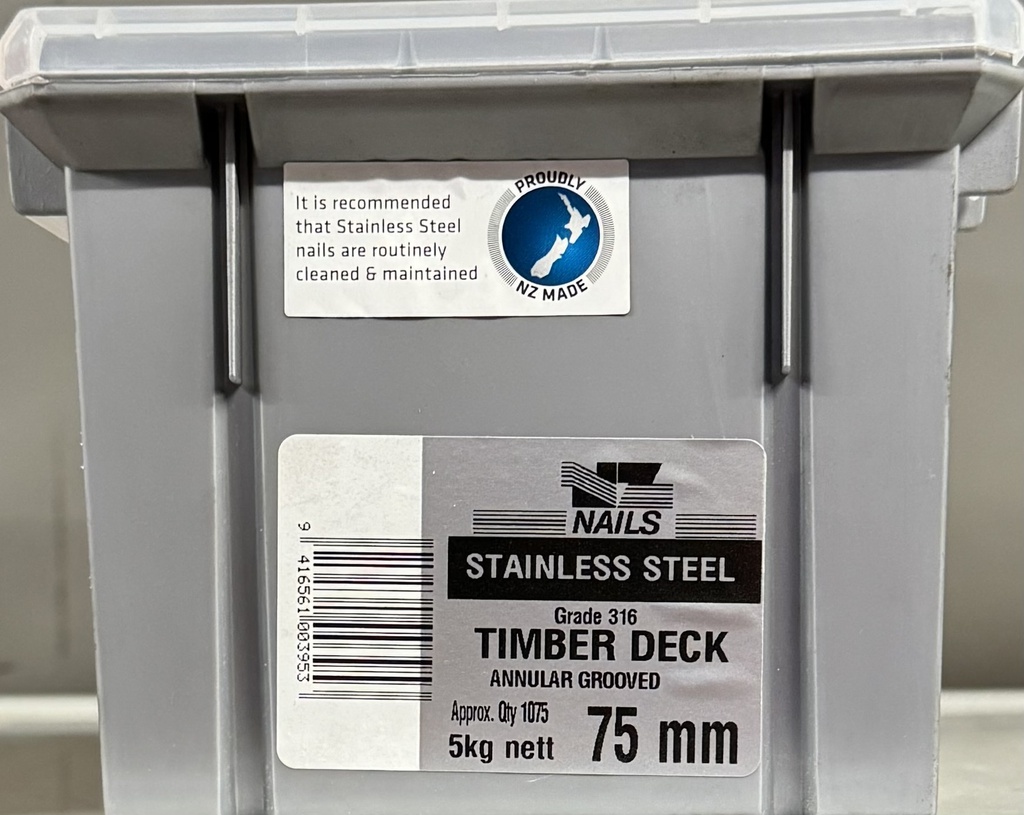 It is recommended
that Stainless Steel
nails are routinely
cleaned & maintained
PROUDLY
NZ MADE
NZ
NAILS
STAINLESS STEEL
Grade 316
TIMBER DECK
ANNULAR GROOVED
Approx. Qty 1075
5kg nett
75 mm
9 416561 003953